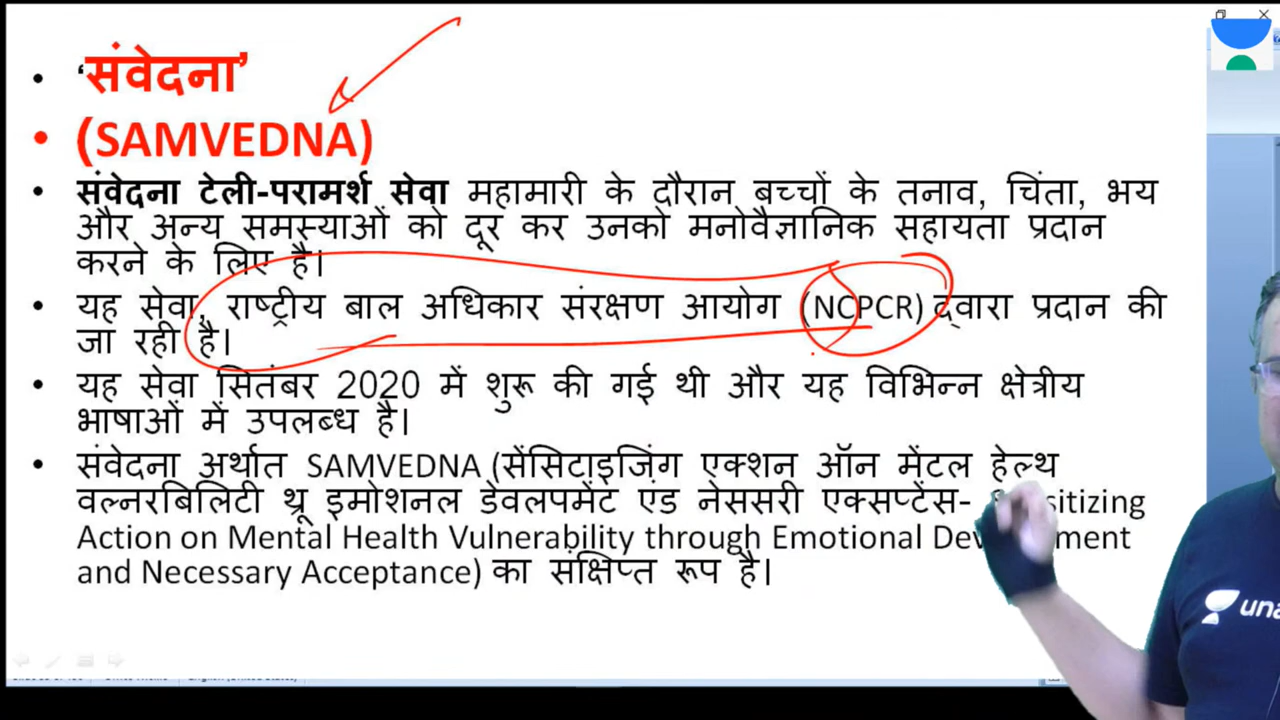 ‘संवेदना’
(SAMVEDNA)
संवेदना टेली-परामर्श सेवा महामारी के दौरान बच्चों के तनाव, चिंता, भय
और अन्य समस्याओं को दूर कर उनको मनोवैज्ञानिक सहायता प्रदान
करने के लिए है।
यह सेवा, राष्ट्रीय बाल अधिकार संरक्षण आयोग (NCPCR) द्वारा प्रदान की
जा रही है।
यह सेवा सितंबर 2020 में शुरू की गई थी और यह विभिन्न क्षेत्रीय
भाषाओं में उपलब्ध है।
संवेदना अर्थात SAMVEDNA (सेंसिटाइजिंग एक्शन ऑन मेंटल हेल्थ
वल्नरबिलिटी थ्रू इमोशनल डेवलपमेंट एंड नेससरी एक्सप्टेंस-
Action on Mental Health Vulnerability through Emotional
and Necessary Acceptance) का संक्षिप्त रूप है।